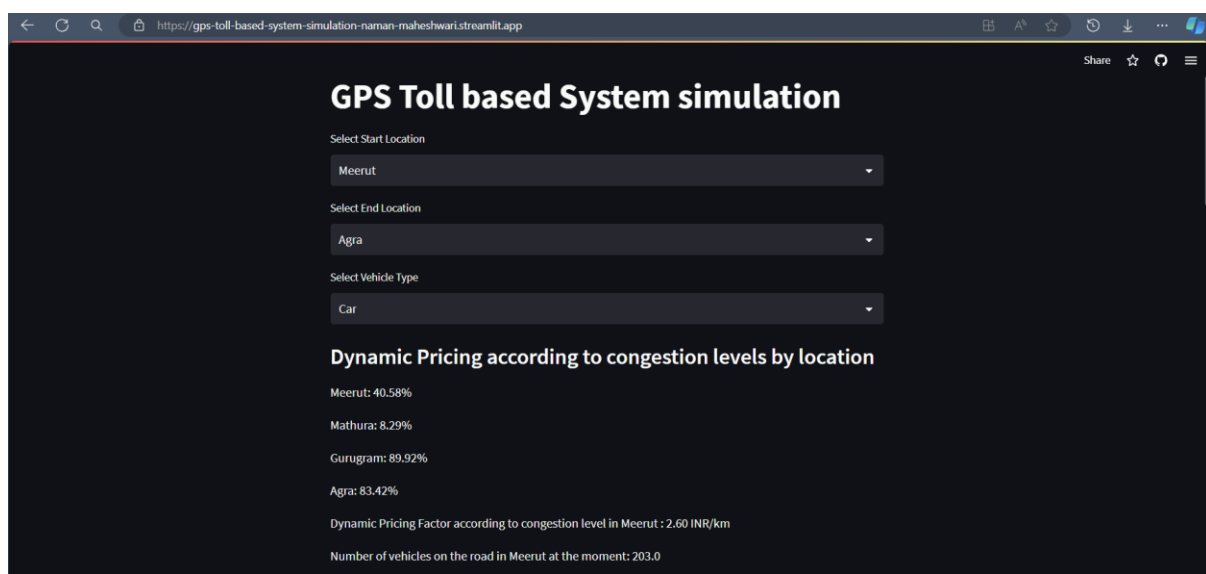 https://gps-toll-based-system-simulation-naman-maheshwari.streamlit.app
Share
GPS Toll based System simulation
Select Start Location
Meerut
Select End Location
Agra
Select Vehicle Type
Car
Dynamic Pricing according to congestion levels by location
Meerut: 40.58%
Mathura: 8.29%
Gurugram: 89.92%
Agra: 83.42%
Dynamic Pricing Factor according to congestion level in Meerut : 2.60 INR/km
Number of vehicles on the road in Meerut at the moment: 203.0